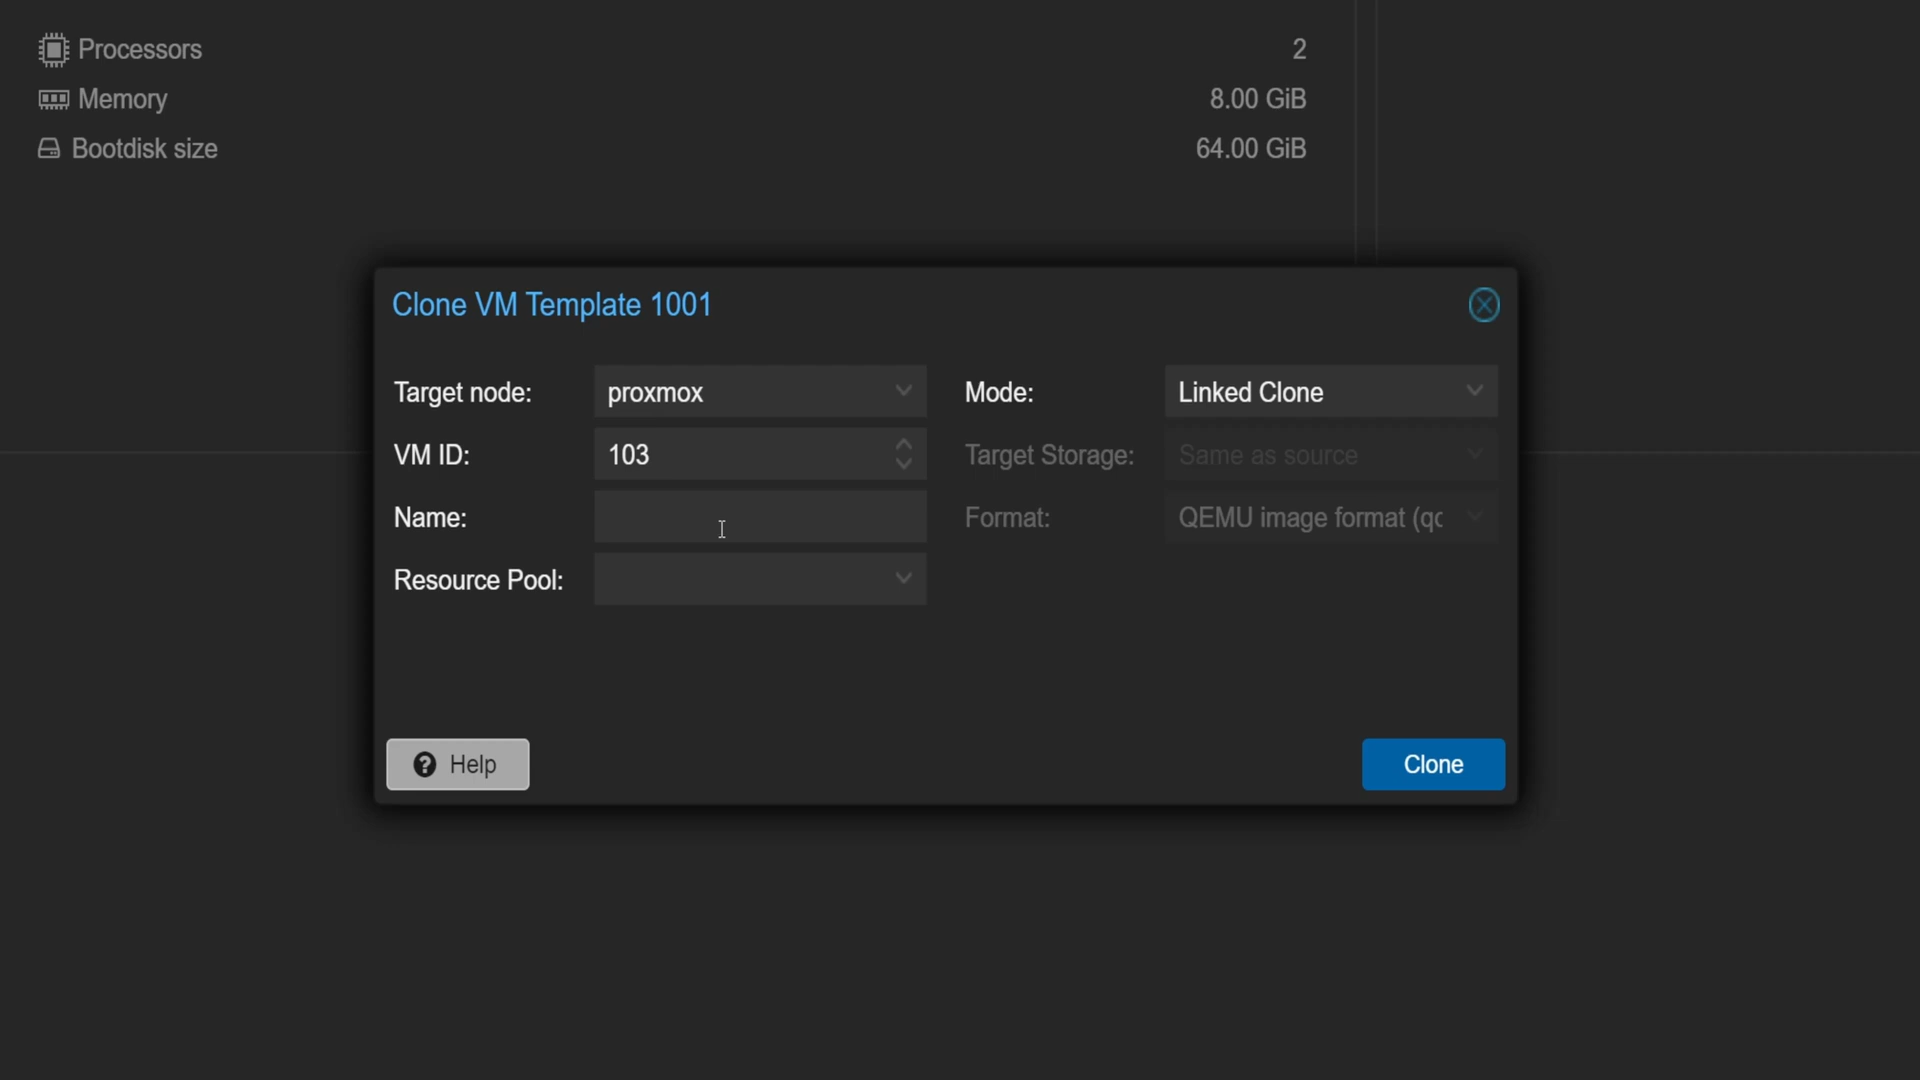 Processors 2
Memory 8.00 GiB
Bootdisk size 64.00 GiB
Clone VM Template 1001
Target node: proxmox Mode: Linked Clone
VM ID: 103 Target Storage: Same as source
Name: Format: QEMU image format (qc
Resource Pool:
Help Clone